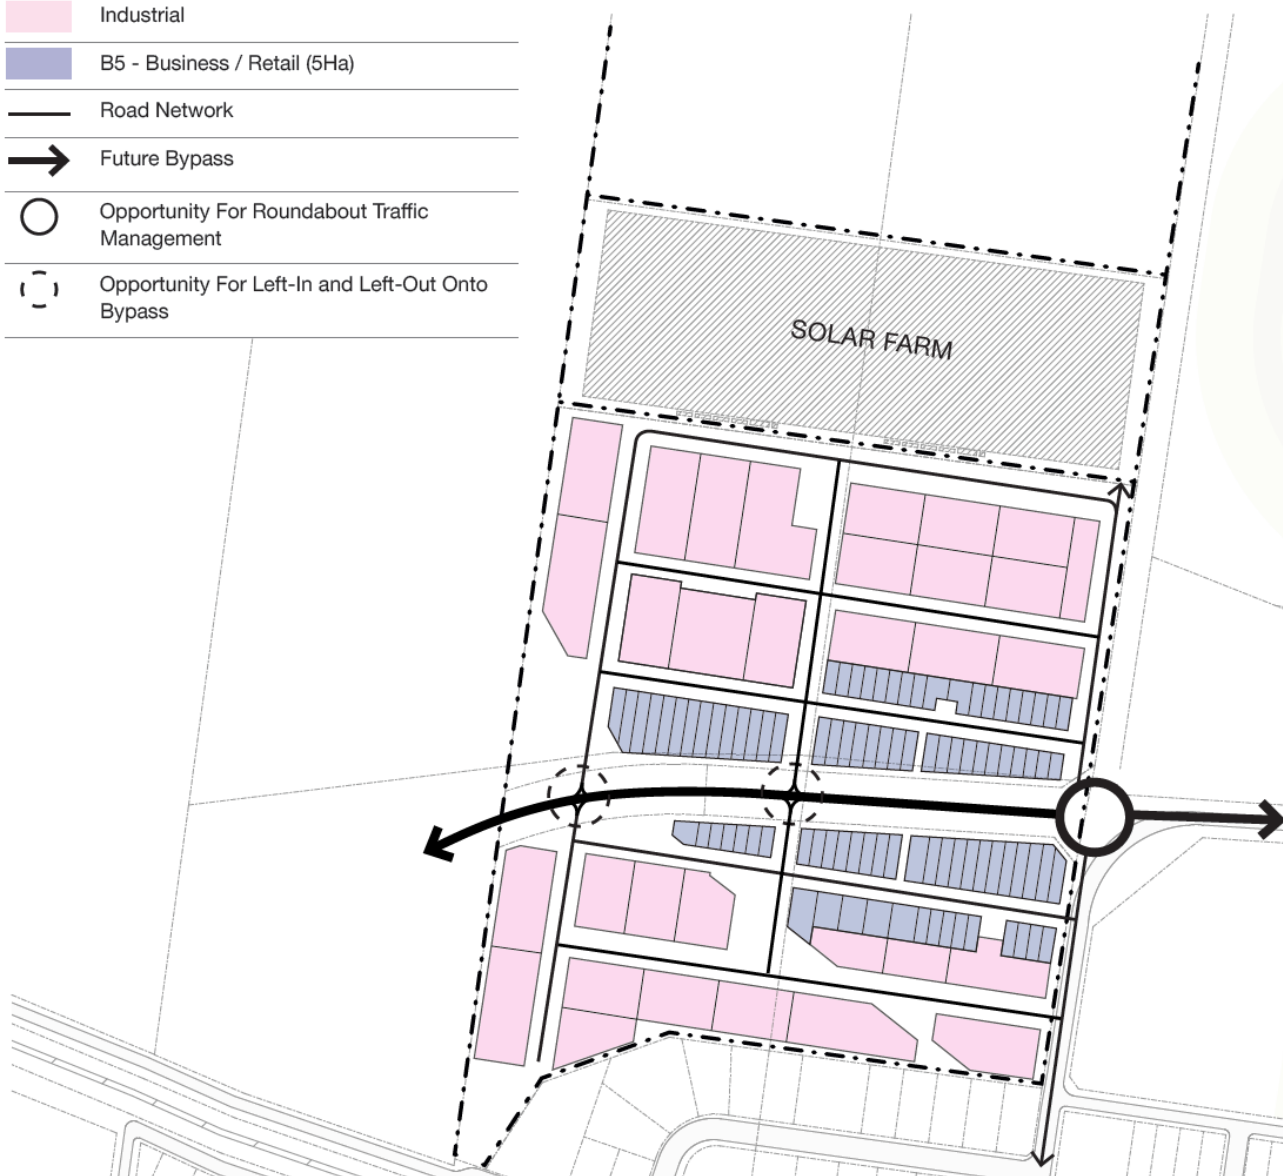 Industrial
B5 - Business / Retail (5Ha)
Road Network
Future Bypass
Opportunity For Roundabout Traffic
Management
Opportunity For Left-In and Left-Out Onto
Bypass
SOLAR FARM